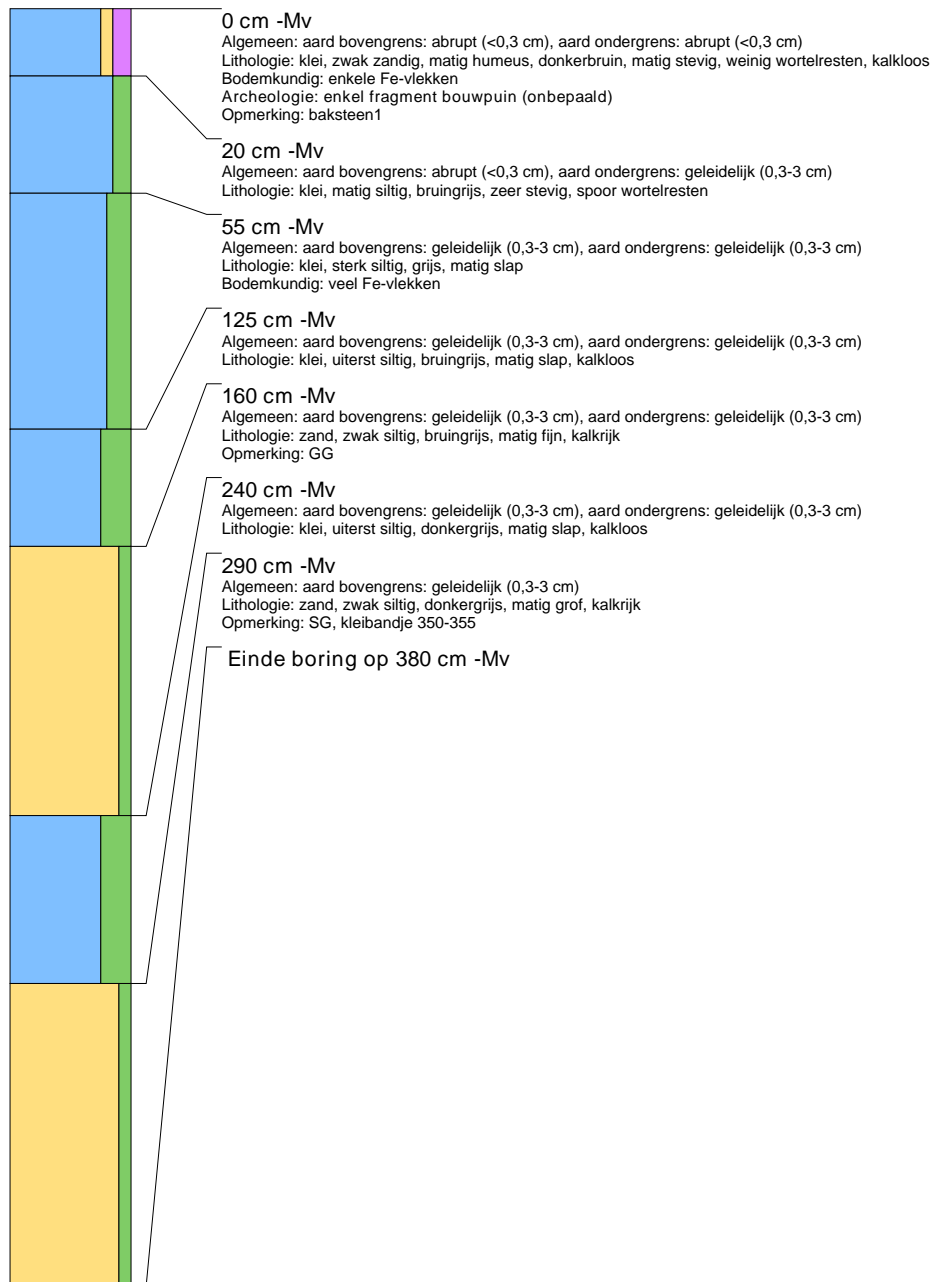 0 cm -Mv
Algemeen: aard bovengrens: abrupt (<0,3 cm), aard ondergrens: abrupt (<0,3 cm)
Lithologie: klei, zwak zandig, matig humeus, donkerbruin, matig stevig, weinig wortelresten, kalkloos
Bodemkundig: enkele Fe-vlekken
Archeologie: enkel fragment bouwpuin (onbepaald)
Opmerking: baksteen1
20 cm -Mv
Algemeen: aard bovengrens: abrupt (<0,3 cm), aard ondergrens: geleidelijk (0,3-3 cm)
Lithologie: klei, matig siltig, bruingrijs, zeer stevig, spoor wortelresten
55 cm -Mv
Algemeen: aard bovengrens: geleidelijk (0,3-3 cm), aard ondergrens: geleidelijk (0,3-3 cm)
Lithologie: klei, sterk siltig, grijs, matig slap
Bodemkundig: veel Fe-vlekken
125 cm -Mv
Algemeen: aard bovengrens: geleidelijk (0,3-3 cm), aard ondergrens: geleidelijk (0,3-3 cm)
Lithologie: klei, uiterst siltig, bruingrijs, matig slap, kalkloos
160 cm -Mv
Algemeen: aard bovengrens: geleidelijk (0,3-3 cm), aard ondergrens: geleidelijk (0,3-3 cm)
Lithologie: zand, zwak siltig, bruingrijs, matig fijn, kalkrijk
Opmerking: GG
240 cm -Mv
Algemeen: aard bovengrens: geleidelijk (0,3-3 cm), aard ondergrens: geleidelijk (0,3-3 cm)
Lithologie: klei, uiterst siltig, donkergrijs, matig slap, kalkloos
290 cm -Mv
Algemeen: aard bovengrens: geleidelijk (0,3-3 cm)
Lithologie: zand, zwak siltig, donkergrijs, matig grof, kalkrijk
Opmerking: SG, kleibandje 350-355
Einde boring op 380 cm -Mv